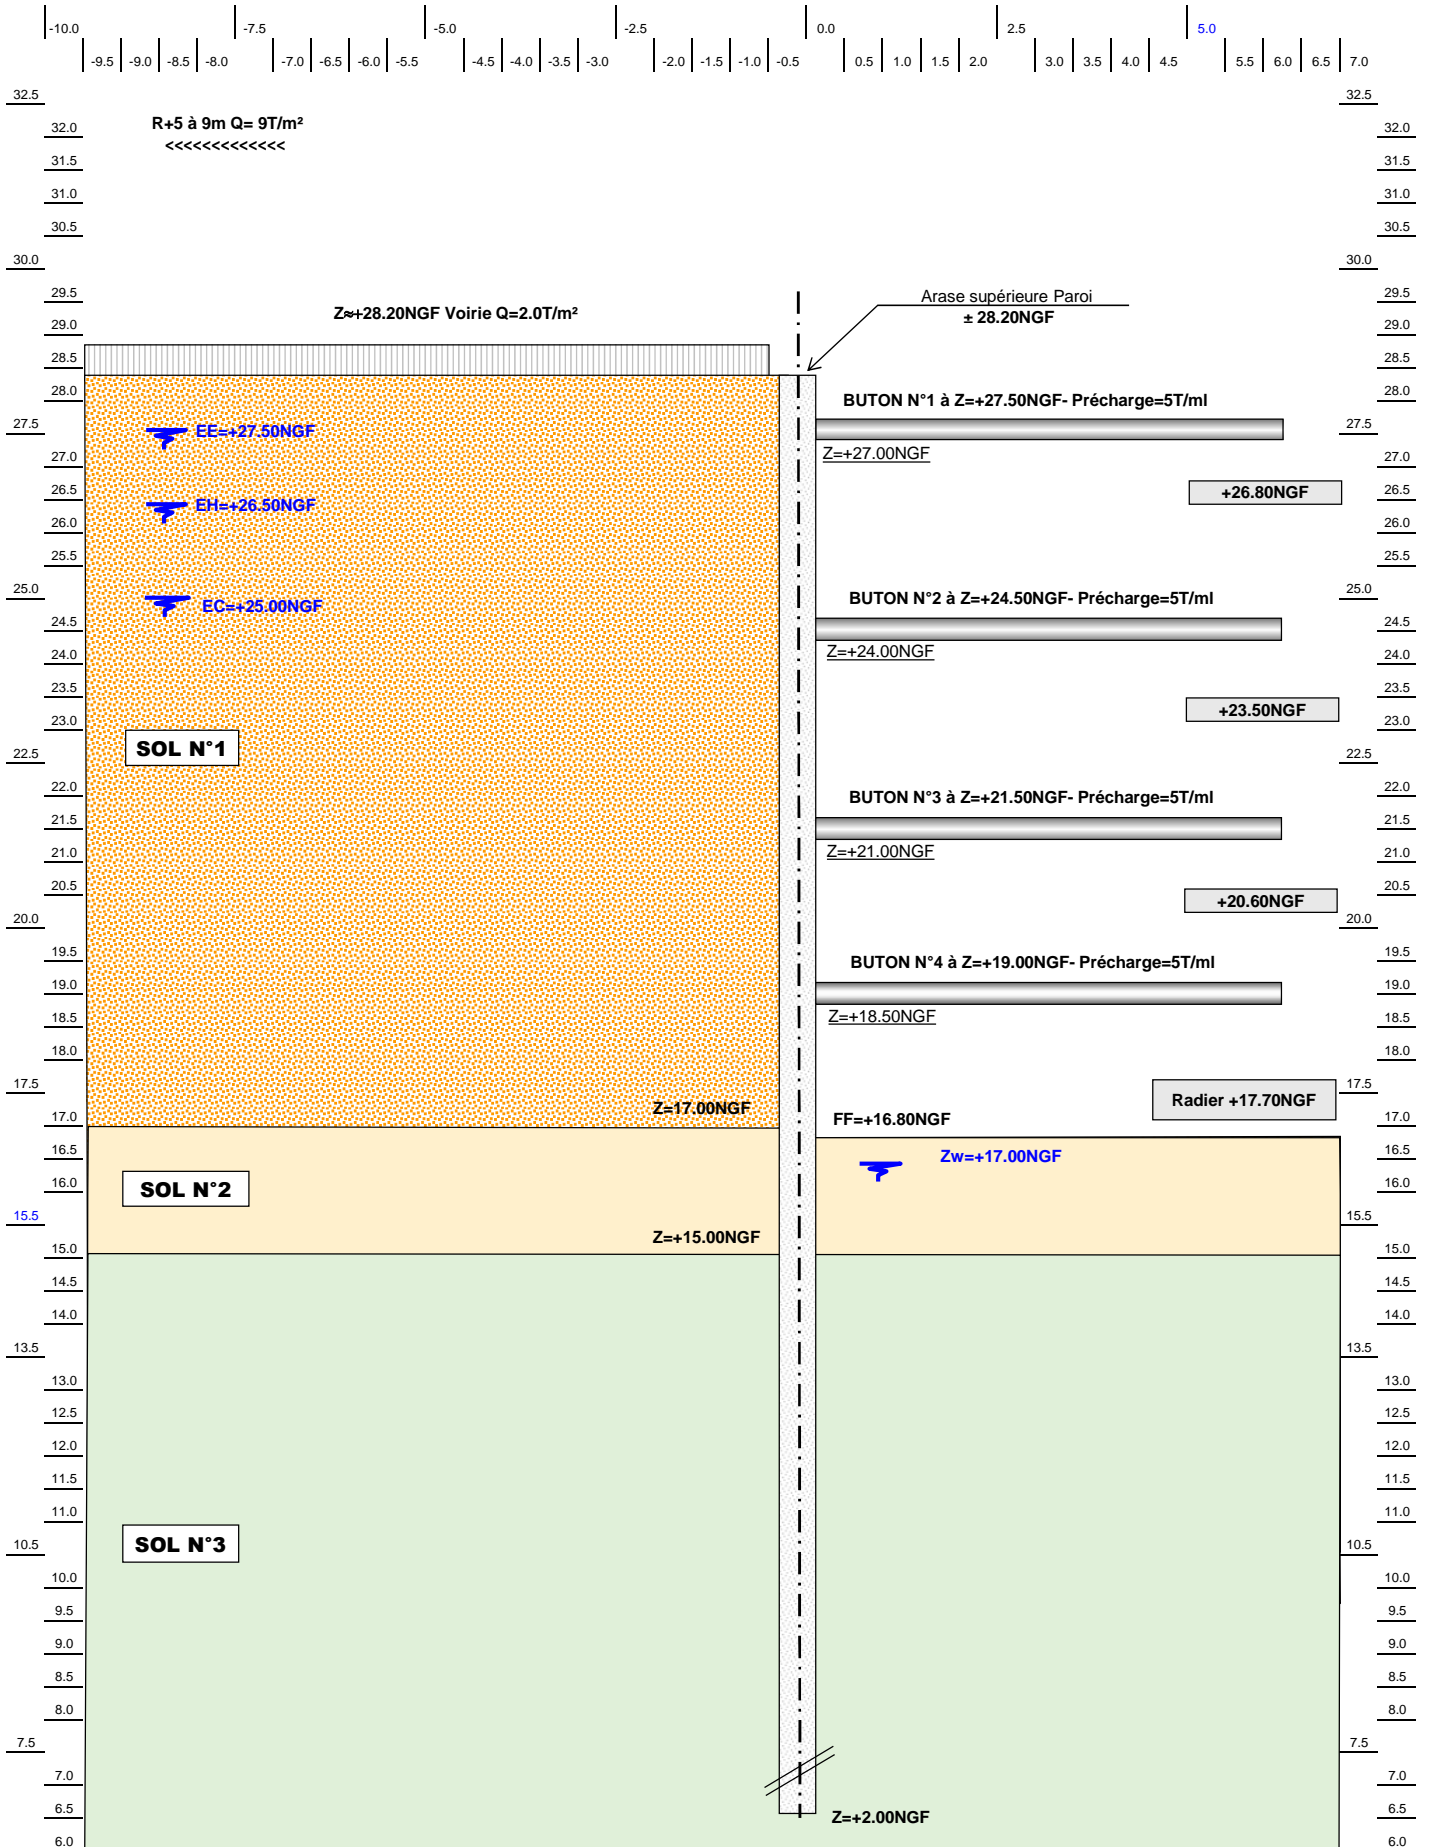 -10.0 -7.5 -5.0 -2.5 0.0 2.5 5.0
-9.5 -9.0 -8.5 -8.0 -7.0 -6.5 -6.0 -5.5 -4.5 -4.0 -3.5 -3.0 -2.0 -1.5 -1.0 -0.5 0.5 1.0 1.5 2.0 3.0 3.5 4.0 4.5 5.5 6.0 6.5 7.0
32.5 32.5
R+5 à 9m Q= 9T/m²
32.0 32.0
<<<<<<<<<<<<<
31.5 31.5
31.0 31.0
30.5 30.5
30.0 30.0
29.5 Arase supérieure Paroi 29.5
Z≈+28.20NGF Voirie Q=2.0T/m² ± 28.20NGF
29.0 29.0
28.5 28.5
28.0 BUTON N°1 à Z=+27.50NGF- Précharge=5T/ml 28.0
27.5 EE=+27.50NGF 27.5
Z=+27.00NGF
27.0 27.0
26.5 +26.80NGF 26.5
EH=+26.50NGF
26.0 26.0
25.5 25.5
25.0 BUTON N°2 à Z=+24.50NGF- Précharge=5T/ml 25.0
EC=+25.00NGF
24.5 24.5
Z=+24.00NGF
24.0 24.0
23.5 23.5
+23.50NGF
23.0 23.0
SOL N°1
22.5 22.5
22.0 BUTON N°3 à Z=+21.50NGF- Précharge=5T/ml 22.0
21.5 21.5
21.0 Z=+21.00NGF 21.0
20.5 +20.60NGF 20.5
20.0 20.0
19.5 BUTON N°4 à Z=+19.00NGF- Précharge=5T/ml 19.5
19.0 19.0
Z=+18.50NGF
18.5 18.5
18.0 18.0
17.5 17.5
Radier +17.70NGF
Z=17.00NGF
17.0 FF=+16.80NGF 17.0
16.5 Zw=+17.00NGF 16.5
16.0 SOL N°2 16.0
15.5 15.5
Z=+15.00NGF
15.0 15.0
14.5 14.5
14.0 14.0
13.5 13.5
13.0 13.0
12.5 12.5
12.0 12.0
11.5 11.5
11.0 11.0
10.5 SOL N°3 10.5
10.0 10.0
9.5 9.5
9.0 9.0
8.5 8.5
8.0 8.0
7.5 7.5
7.0 7.0
6.5 Z=+2.00NGF 6.5
6.0 6.0